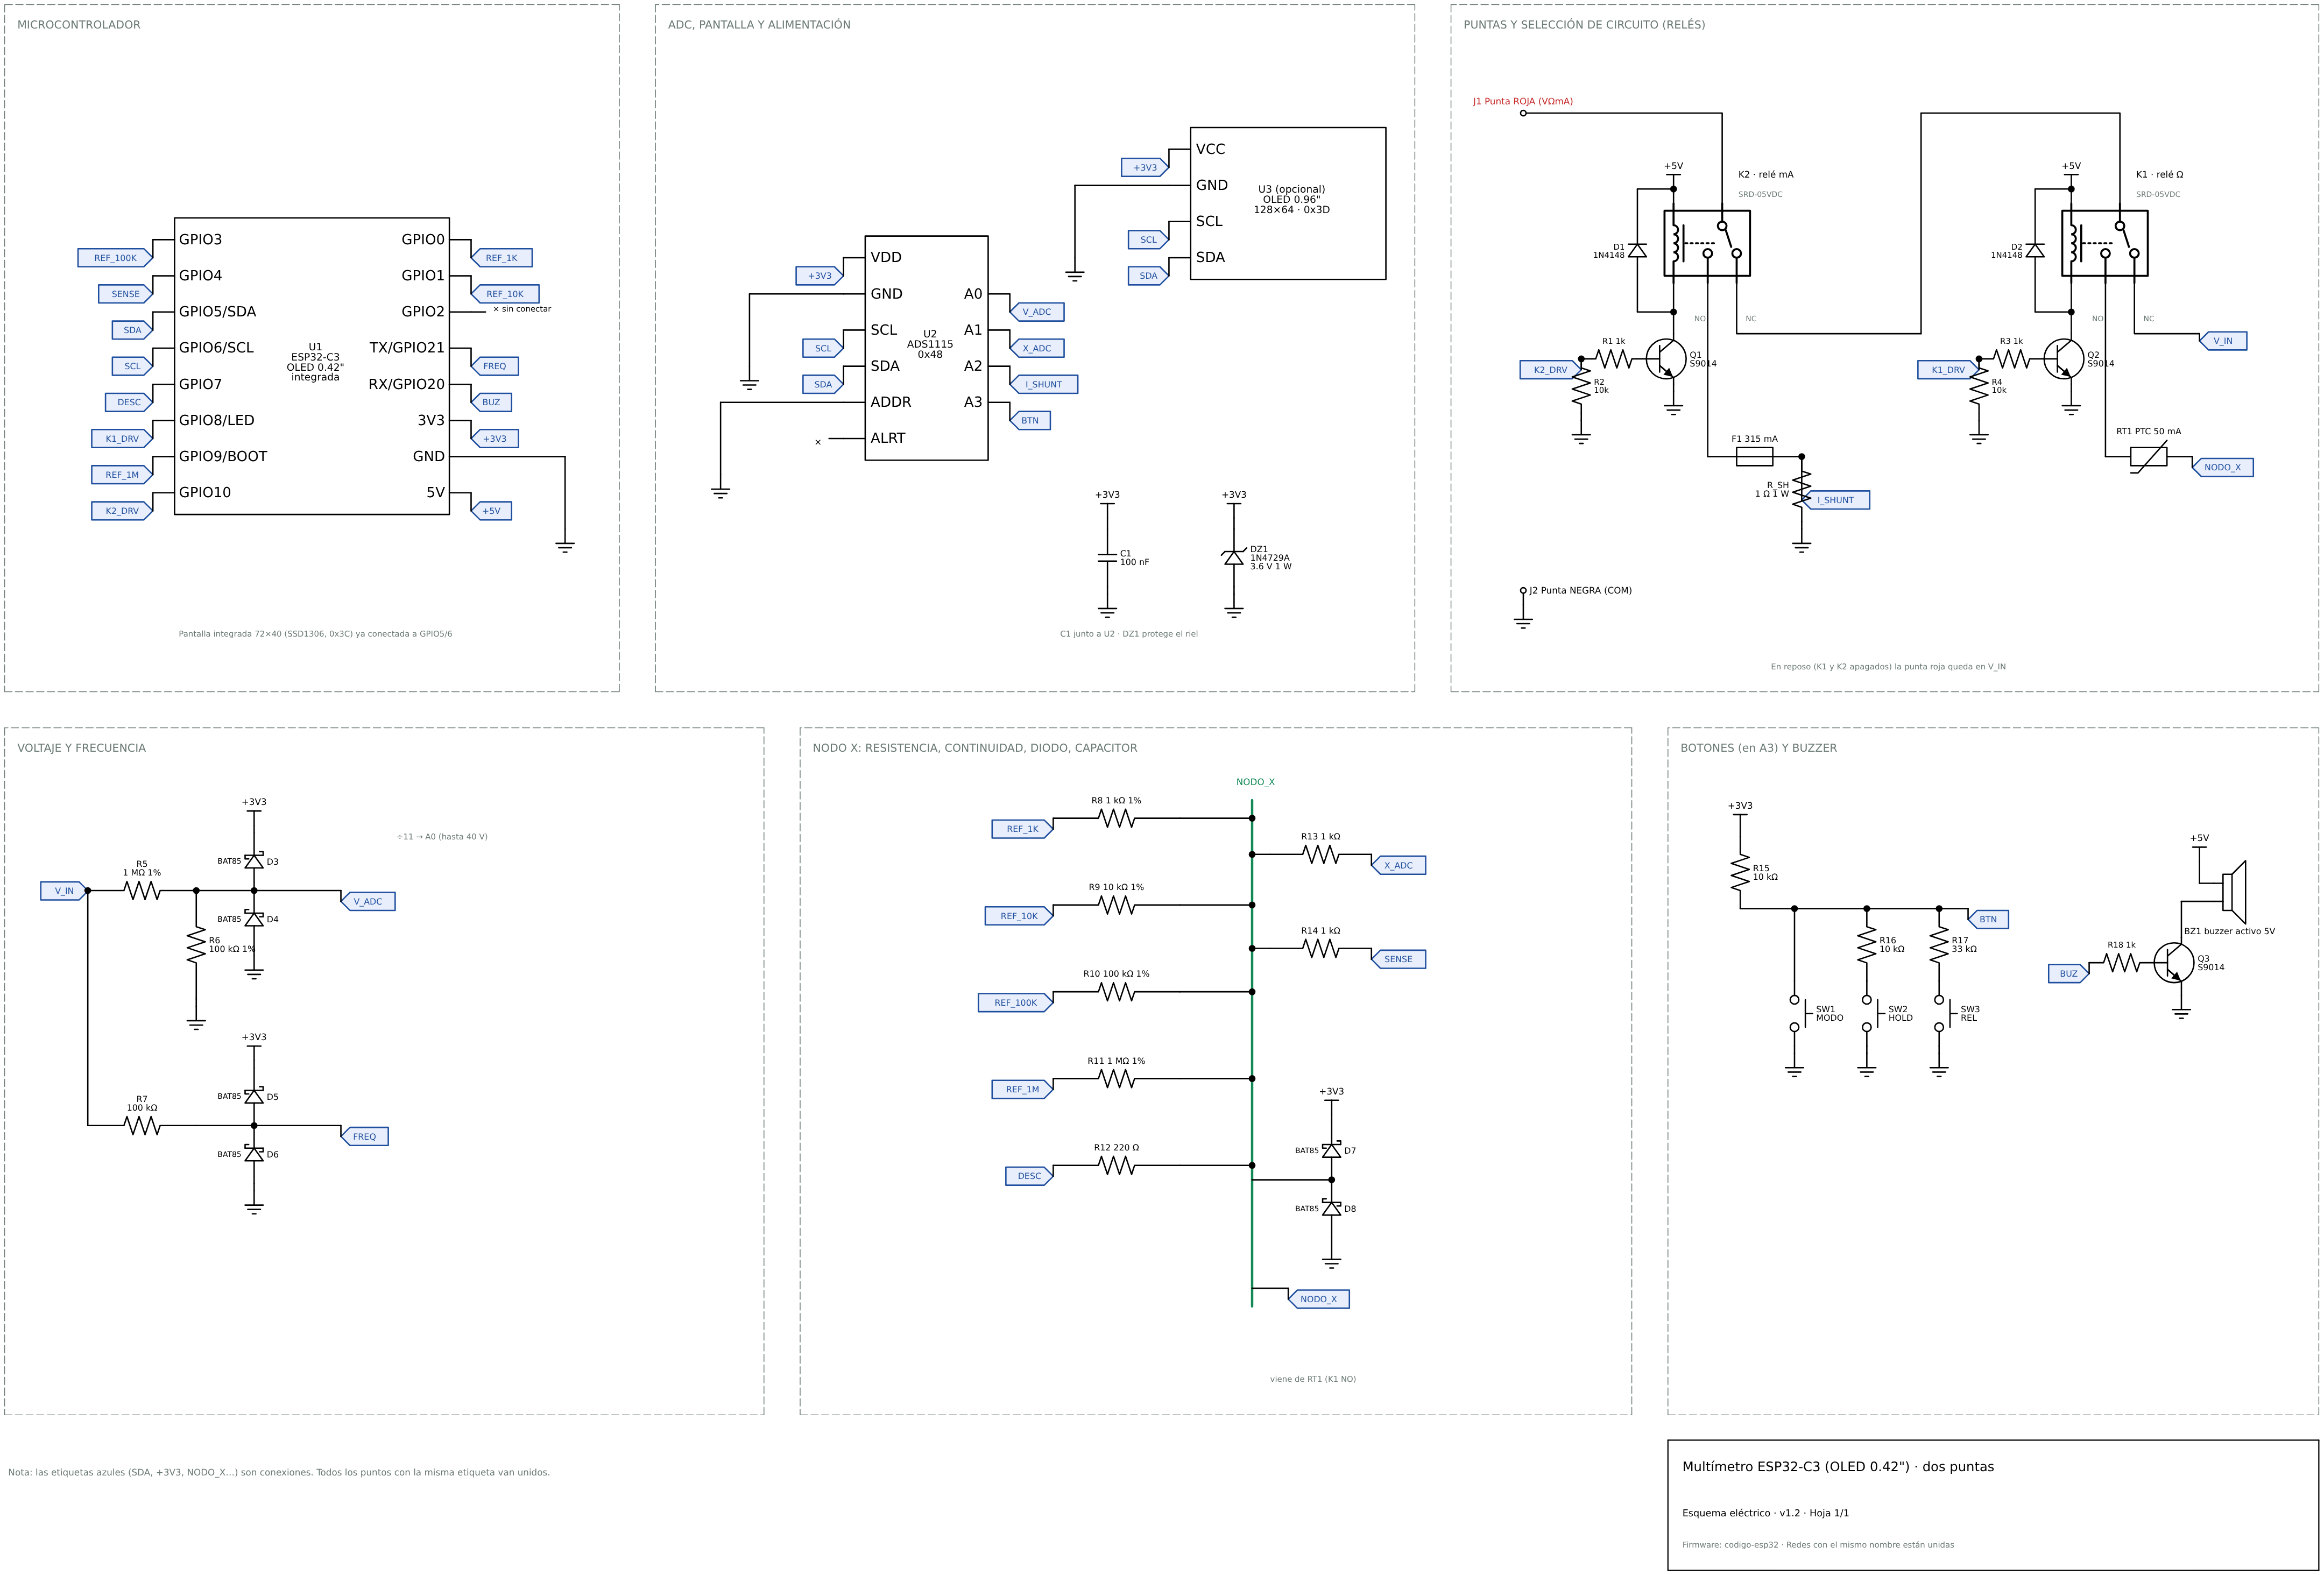 MICROCONTROLADOR
GPIO3
GPIO4
GPIO5/SDA
GPIO6/SCL
GPIO7
GPIO8/LED
GPIO9/BOOT
GPIO10
GPIO0
GPIO1
GPIO2
TX/GPIO21
RX/GPIO20
3V3
GND
5V
U1
ESP32-C3
OLED 0.42"
integrada
REF_100K
SENSE
SDA
SCL
DESC
K1_DRV
REF_1M
K2_DRV
REF_1K
REF_10K
× sin conectar
FREQ
BUZ
+3V3
+5V
Pantalla integrada 72×40 (SSD1306, 0x3C) ya conectada a GPIO5/6
ADC, PANTALLA Y ALIMENTACIÓN
VCC
GND
SCL
SDA
U3 (opcional)
OLED 0.96"
128×64 · 0x3D
+3V3
SCL
SDA
VDD
GND
SCL
SDA
ADDR
ALRT
A0
A1
A2
A3
U2
ADS1115
0x48
+3V3
SCL
SDA
×
V_ADC
X_ADC
I_SHUNT
BTN
+3V3
C1
100 nF
+3V3
DZ1
1N4729A
3.6 V 1 W
C1 junto a U2 · DZ1 protege el riel
PUNTAS Y SELECCIÓN DE CIRCUITO (RELÉS)
J1 Punta ROJA (VΩmA)
+5V
K2 · relé mA
SRD-05VDC
D1
1N4148
NO
NC
R1 1k
Q1
S9014
K2_DRV
R2
10k
F1 315 mA
R_SH
1 Ω 1 W
I_SHUNT
+5V
K1 · relé Ω
SRD-05VDC
D2
1N4148
NO
NC
V_IN
R3 1k
Q2
S9014
K1_DRV
R4
10k
RT1 PTC 50 mA
NODO_X
J2 Punta NEGRA (COM)
En reposo (K1 y K2 apagados) la punta roja queda en V_IN
VOLTAJE Y FRECUENCIA
+3V3
÷11 → A0 (hasta 40 V)
BAT85
D3
R5
1 MΩ 1%
V_IN
V_ADC
BAT85
D4
R6
100 kΩ 1%
+3V3
BAT85
D5
R7
100 kΩ
FREQ
BAT85
D6
NODO X: RESISTENCIA, CONTINUIDAD, DIODO, CAPACITOR
NODO_X
R8 1 kΩ 1%
REF_1K
R13 1 kΩ
X_ADC
R9 10 kΩ 1%
REF_10K
R14 1 kΩ
SENSE
R10 100 kΩ 1%
REF_100K
R11 1 MΩ 1%
REF_1M
+3V3
R12 220 Ω
DESC
BAT85
D7
BAT85
D8
NODO_X
viene de RT1 (K1 NO)
BOTONES (en A3) Y BUZZER
+3V3
R15
10 kΩ
BTN
R16
10 kΩ
R17
33 kΩ
SW1
MODO
SW2
HOLD
SW3
REL
+5V
BZ1 buzzer activo 5V
R18 1k
BUZ
Q3
S9014
Nota: las etiquetas azules (SDA, +3V3, NODO_X...) son conexiones. Todos los puntos con la misma etiqueta van unidos.
Multímetro ESP32-C3 (OLED 0.42") · dos puntas
Esquema eléctrico · v1.2 · Hoja 1/1
Firmware: codigo-esp32 · Redes con el mismo nombre están unidas